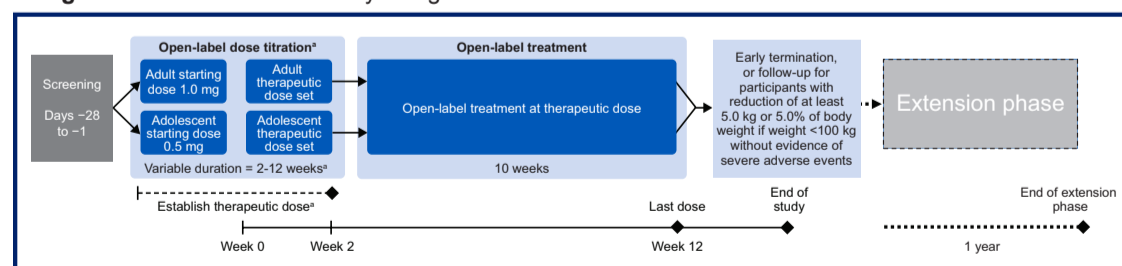 Open-label dose titrationᵃ
Open-label treatment
Screening
Days −28
to −1
Adult starting
dose 1.0 mg
Adult
therapeutic
dose set
Adolescent
starting dose
0.5 mg
Adolescent
therapeutic
dose set
Variable duration = 2-12 weeksᵃ
Open-label treatment at therapeutic dose
10 weeks
Early termination,
or follow-up for
participants with
reduction of at least
5.0 kg or 5.0% of body
weight if weight <100 kg
without evidence of
severe adverse events
Extension phase
Establish therapeutic doseᵃ
Last dose
End of
study
End of extension
phase
Week 0
Week 2
Week 12
1 year